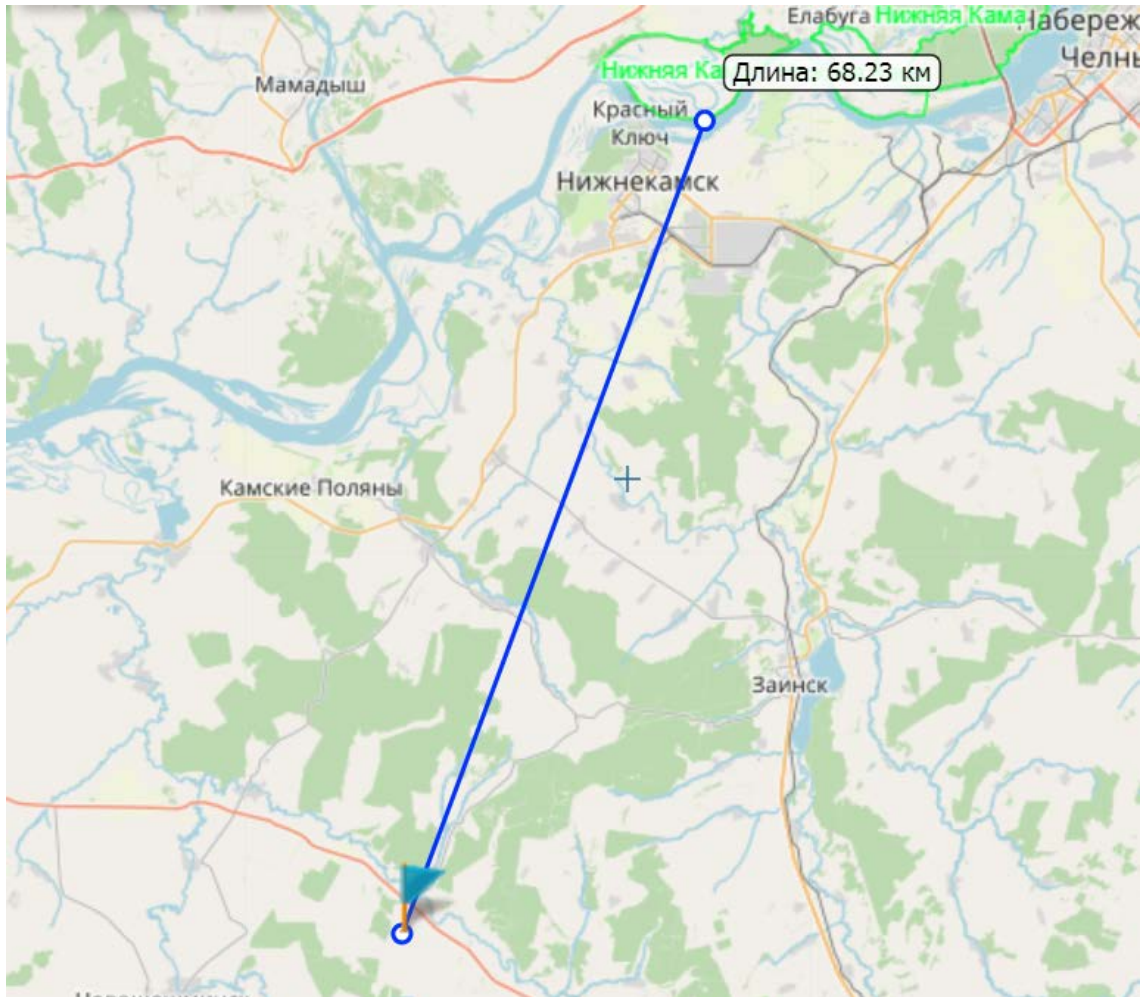 Елабуга Нижняя Кама
Набереж
Челны
Нижняя Ка
Длина: 68.23 км
Мамадыш
Красный
Ключ
Нижнекамск
Камские Поляны
Заинск